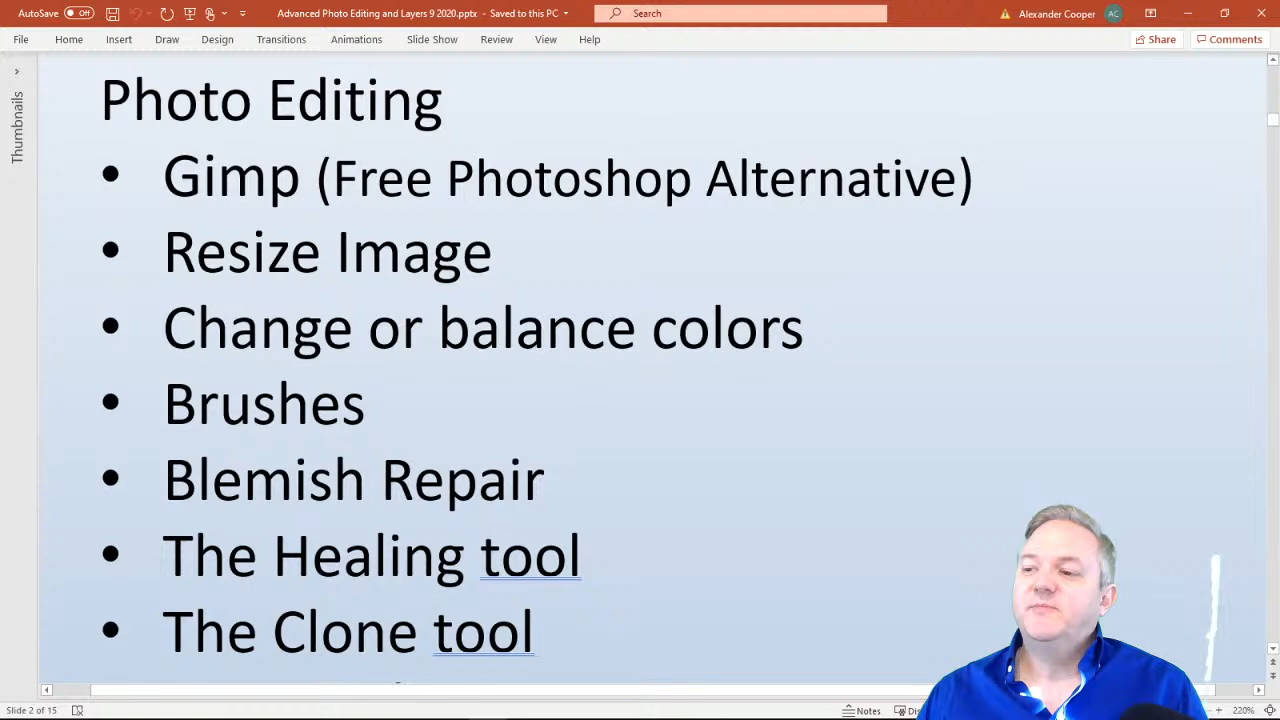 AutoSave Off Advanced Photo Editing and Layers 9 2020.pptx - Saved to this PC Search Alexander Cooper AC
File Home Insert Draw Design Transitions Animations Slide Show Review View Help Share Comments
Thumbnails
Photo Editing
• Gimp (Free Photoshop Alternative)
• Resize Image
• Change or balance colors
• Brushes
• Blemish Repair
• The Healing tool
• The Clone tool
Slide 2 of 15 Notes 220%